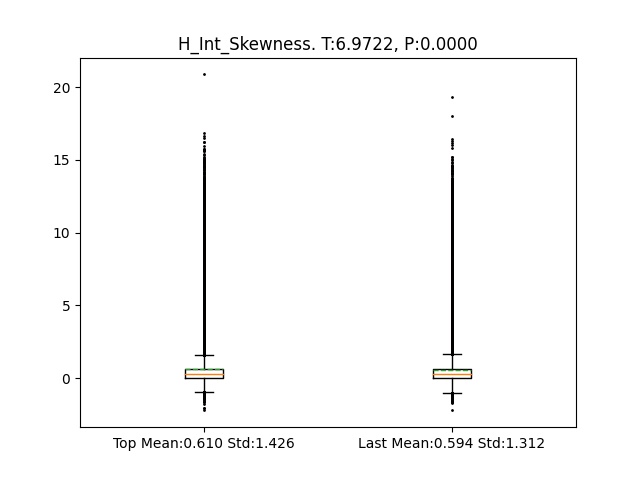 H_Int_Skewness. T:6.9722, P:0.0000
20
15
10
5
0
Top Mean:0.610 Std:1.426 Last Mean:0.594 Std:1.312